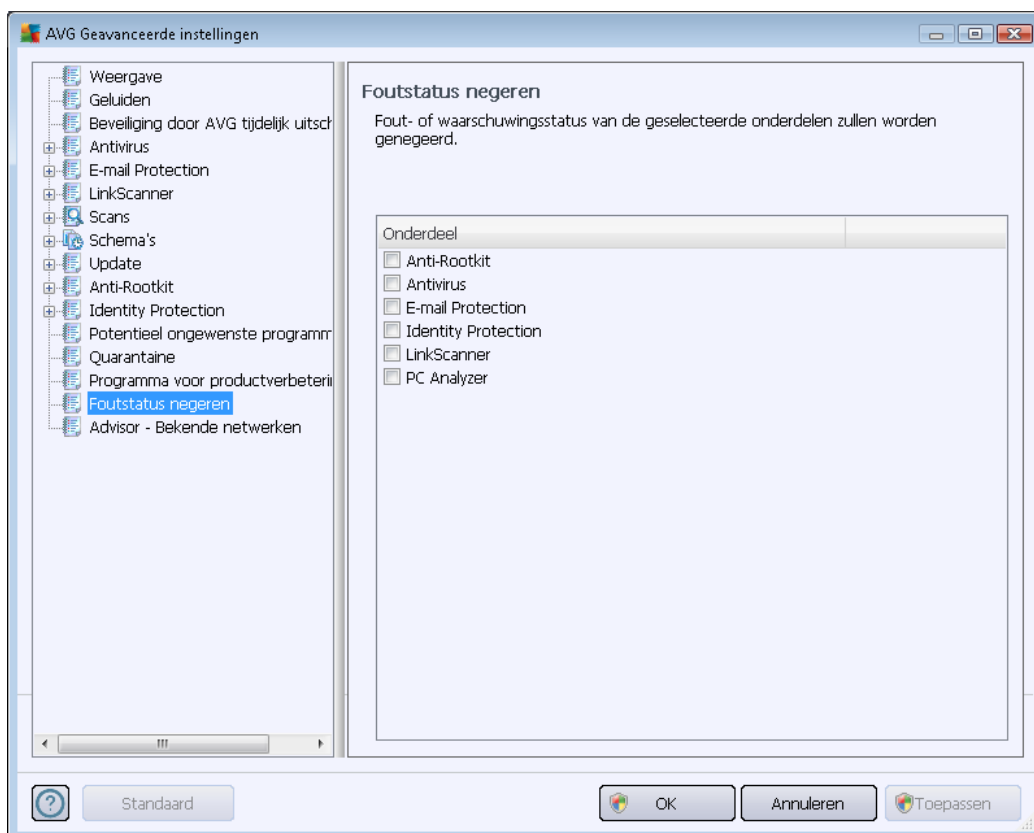 AVG Geavanceerde instellingen
Weergave
Geluiden
Beveiliging door AVG tijdelijk uitsch
Antivirus
E-mail Protection
LinkScanner
Scans
Schema's
Update
Anti-Rootkit
Identity Protection
Potentieel ongewenste programm
Quarantaine
Programma voor productverbeterin
Foutstatus negeren
Advisor - Bekende netwerken
Foutstatus negeren
Fout- of waarschuwingsstatus van de geselecteerde onderdelen zullen worden
genegeerd.
Onderdeel
Anti-Rootkit
Antivirus
E-mail Protection
Identity Protection
LinkScanner
PC Analyzer
Standaard
OK
Annuleren
Toepassen